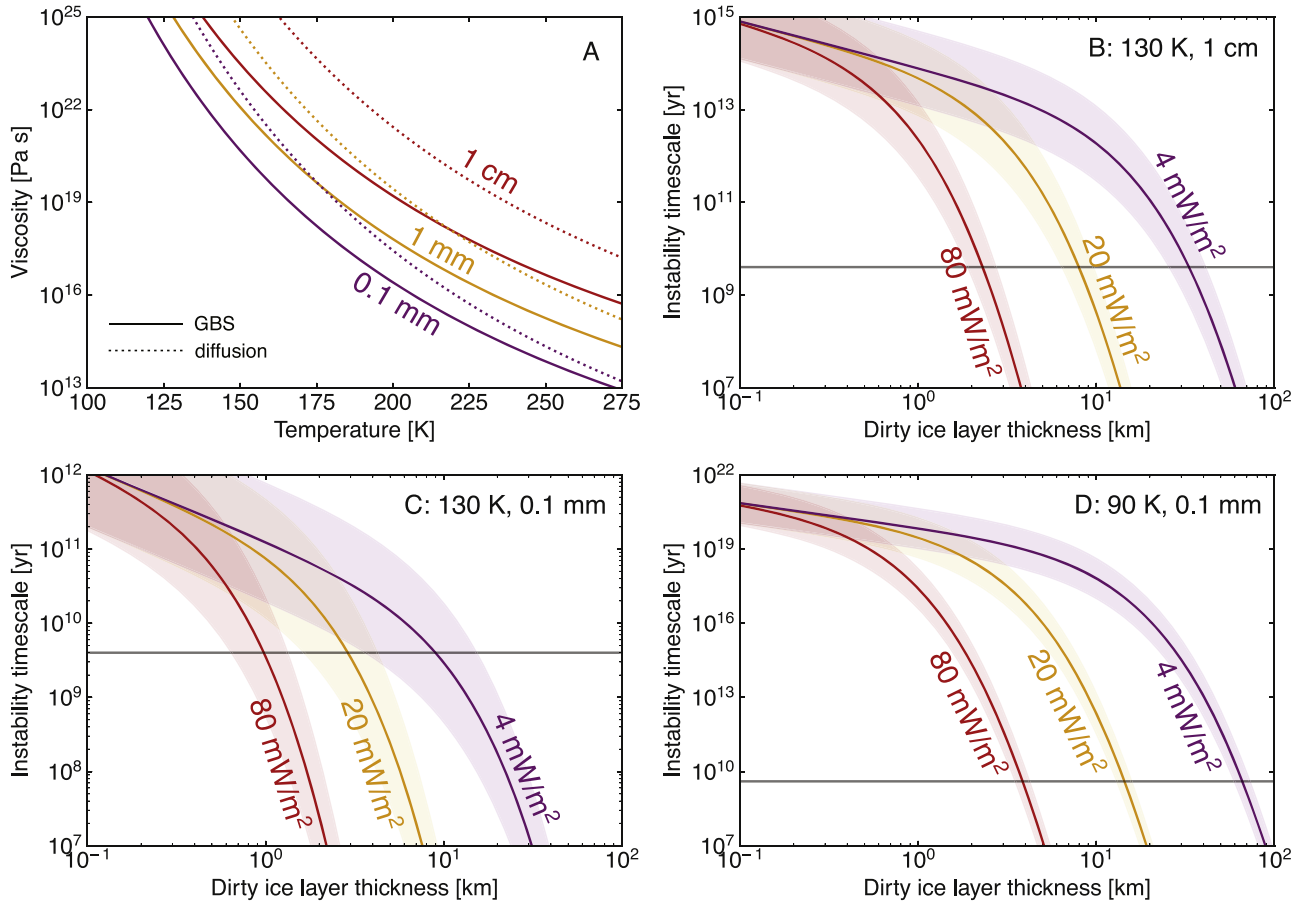 A
10^25
10^22
10^19
10^16
10^13
Viscosity [Pa s]
1 cm
1 mm
0.1 mm
GBS
diffusion
100 125 150 175 200 225 250 275
Temperature [K]
B: 130 K, 1 cm
10^15
10^13
10^11
10^9
10^7
Instability timescale [yr]
80 mW/m^2
20 mW/m^2
4 mW/m^2
10^−1 10^0 10^1 10^2
Dirty ice layer thickness [km]
C: 130 K, 0.1 mm
10^12
10^11
10^10
10^9
10^8
10^7
Instability timescale [yr]
80 mW/m^2
20 mW/m^2
4 mW/m^2
10^−1 10^0 10^1 10^2
Dirty ice layer thickness [km]
D: 90 K, 0.1 mm
10^22
10^19
10^16
10^13
10^10
10^7
Instability timescale [yr]
80 mW/m^2
20 mW/m^2
4 mW/m^2
10^−1 10^0 10^1 10^2
Dirty ice layer thickness [km]